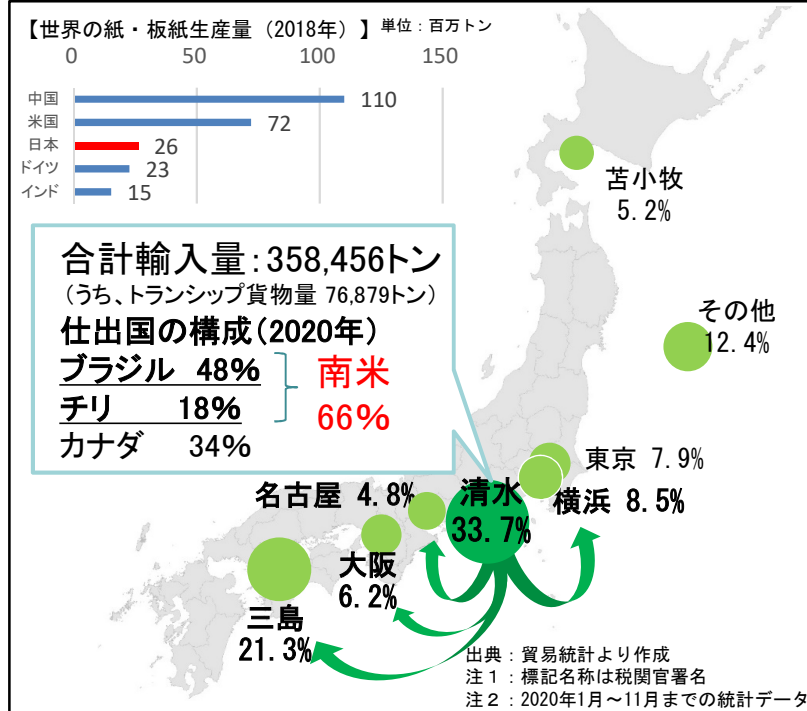 【世界の紙・板紙生産量（2018年）】単位：百万トン
0 50 100 150
中国 110
米国 72
日本 26
ドイツ 23
インド 15
苫小牧
5.2%
合計輸入量：358,456トン
（うち、トランシップ貨物量 76,879トン）
仕出国の構成（2020年）
ブラジル 48%
チリ 18%
南米
66%
カナダ 34%
その他
12.4%
東京 7.9%
横浜 8.5%
清水
33.7%
名古屋 4.8%
大阪
6.2%
三島
21.3%
出典：貿易統計より作成
注１：標記名称は税関官署名
注２：2020年1月～11月までの統計データ